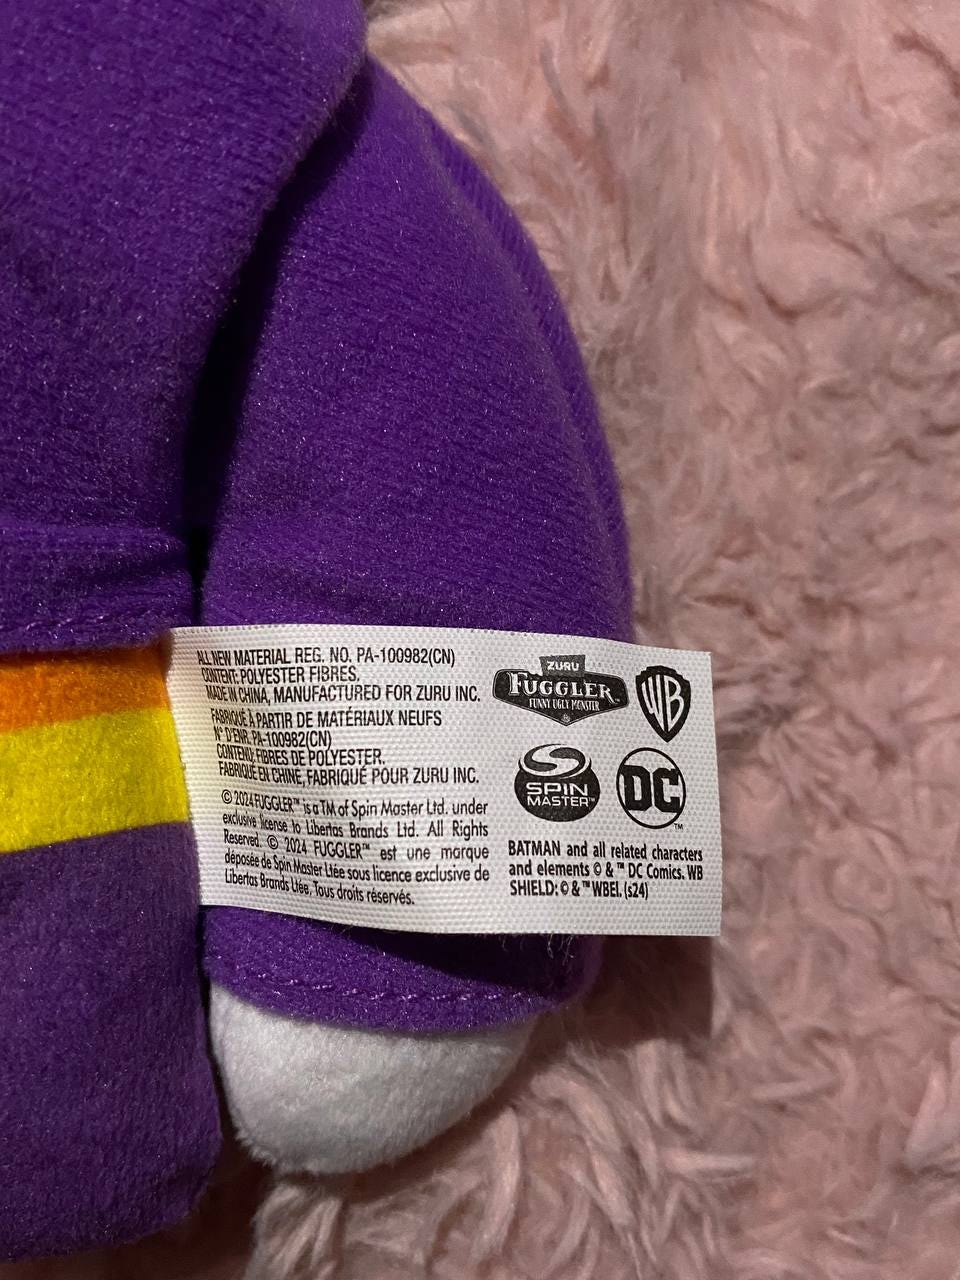 ALL NEW MATERIAL REG. NO. PA-100982(CN)
CONTENT: POLYESTER FIBRES.
MADE IN CHINA, MANUFACTURED FOR ZURU INC.
FABRIQUÉ À PARTIR DE MATÉRIAUX NEUFS
N° D'ENR. PA-100982(CN)
CONTENU: FIBRES DE POLYESTER.
FABRIQUÉ EN CHINE, FABRIQUÉ POUR ZURU INC.
© 2024 FUGGLER™ is a TM of Spin Master Ltd. under
exclusive license to Libertas Brands Ltd. All Rights
Reserved. © 2024 FUGGLER™ est une marque
déposée de Spin Master Ltée sous licence exclusive de
Libertas Brands Ltée. Tous droits réservés.
ZURU
FUGGLER
FUNNY UGLY MONSTER
WB
SPIN
MASTER™
DC™
BATMAN and all related characters
and elements © & ™ DC Comics. WB
SHIELD: © & ™ WBEI. (s24)